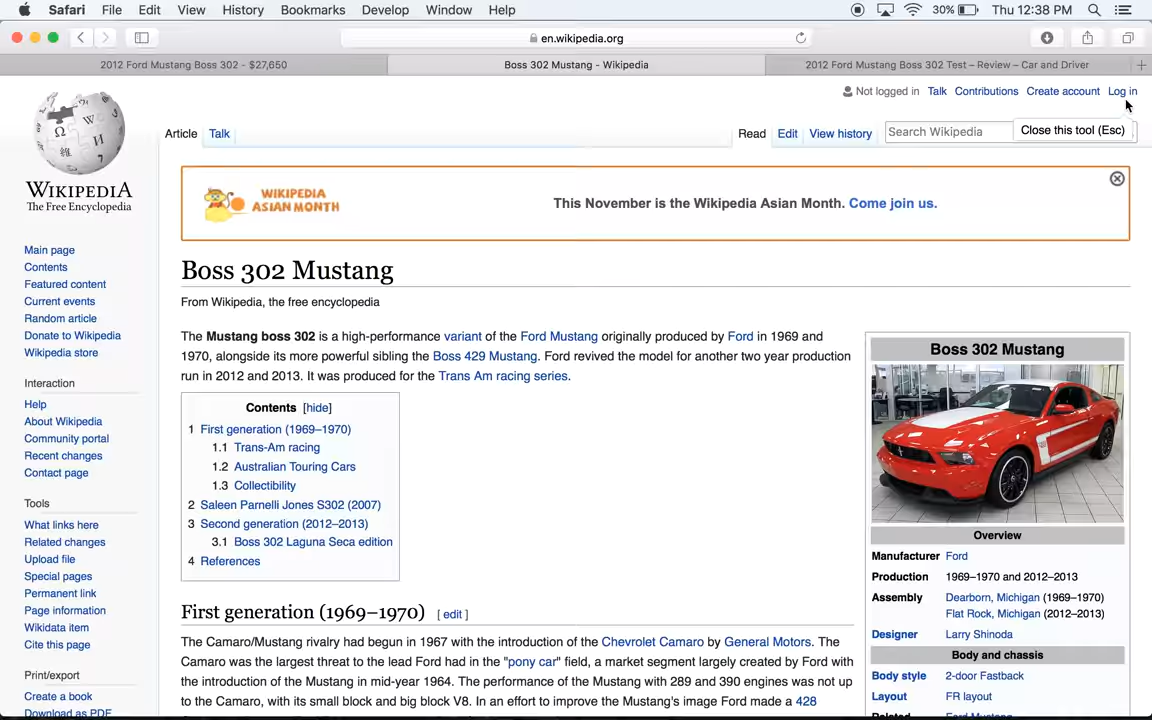 Safari File Edit View History Bookmarks Develop Window Help 30% Thu 12:38 PM
en.wikipedia.org
2012 Ford Mustang Boss 302 - $27,650 Boss 302 Mustang - Wikipedia 2012 Ford Mustang Boss 302 Test – Review – Car and Driver
Not logged in Talk Contributions Create account Log in
Article Talk Read Edit View history Search Wikipedia Close this tool (Esc)
WIKIPEDIA
The Free Encyclopedia
Main page
Contents
Featured content
Current events
Random article
Donate to Wikipedia
Wikipedia store
Interaction
Help
About Wikipedia
Community portal
Recent changes
Contact page
Tools
What links here
Related changes
Upload file
Special pages
Permanent link
Page information
Wikidata item
Cite this page
Print/export
Create a book
Download as PDF
WIKIPEDIA
ASIAN MONTH
This November is the Wikipedia Asian Month. Come join us.
Boss 302 Mustang
From Wikipedia, the free encyclopedia
The Mustang boss 302 is a high-performance variant of the Ford Mustang originally produced by Ford in 1969 and
1970, alongside its more powerful sibling the Boss 429 Mustang. Ford revived the model for another two year production
run in 2012 and 2013. It was produced for the Trans Am racing series.
Contents [hide]
1 First generation (1969–1970)
1.1 Trans-Am racing
1.2 Australian Touring Cars
1.3 Collectibility
2 Saleen Parnelli Jones S302 (2007)
3 Second generation (2012–2013)
3.1 Boss 302 Laguna Seca edition
4 References
First generation (1969–1970) [ edit ]
The Camaro/Mustang rivalry had begun in 1967 with the introduction of the Chevrolet Camaro by General Motors. The
Camaro was the largest threat to the lead Ford had in the "pony car" field, a market segment largely created by Ford with
the introduction of the Mustang in mid-year 1964. The performance of the Mustang with 289 and 390 engines was not up
to the Camaro, with its small block and big block V8. In an effort to improve the Mustang's image Ford made a 428
Boss 302 Mustang
Overview
Manufacturer Ford
Production 1969–1970 and 2012–2013
Assembly Dearborn, Michigan (1969–1970)
Flat Rock, Michigan (2012–2013)
Designer Larry Shinoda
Body and chassis
Body style 2-door Fastback
Layout FR layout
Related Ford Mustang